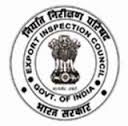 निर्यात निरीक्षण परिषद
EXPORT INSPECTION COUNCIL
GOVT. OF INDIA
भारत सरकार